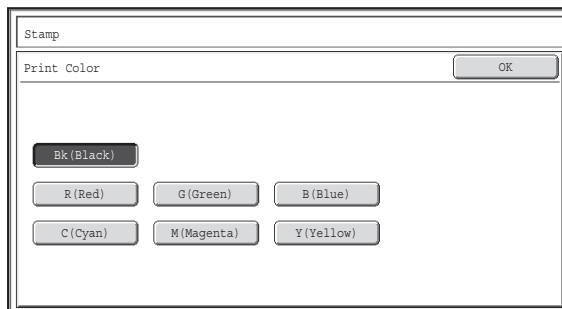 Stamp
Print Color OK
Bk(Black)
R(Red) G(Green) B(Blue)
C(Cyan) M(Magenta) Y(Yellow)